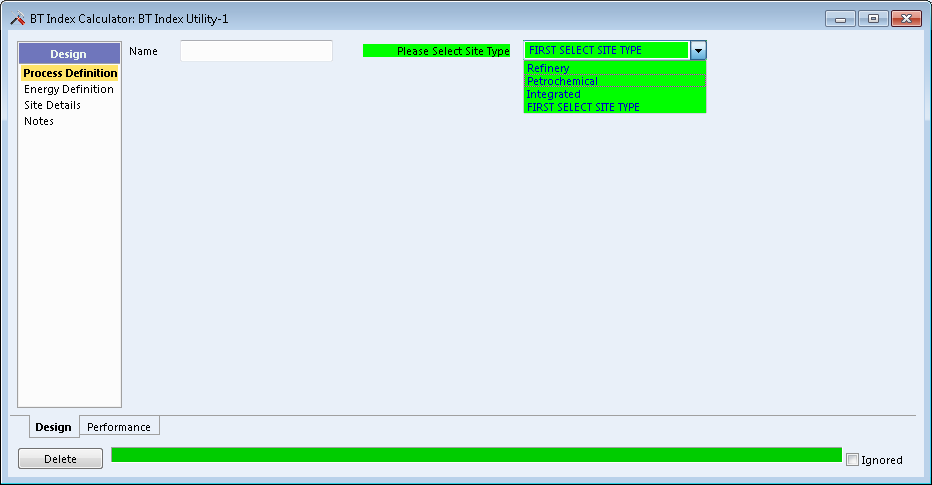 BT Index Calculator: BT Index Utility-1
Design
Process Definition
Energy Definition
Site Details
Notes
Name
Please Select Site Type
FIRST SELECT SITE TYPE
Refinery
Petrochemical
Integrated
FIRST SELECT SITE TYPE
Design
Performance
Delete
Ignored